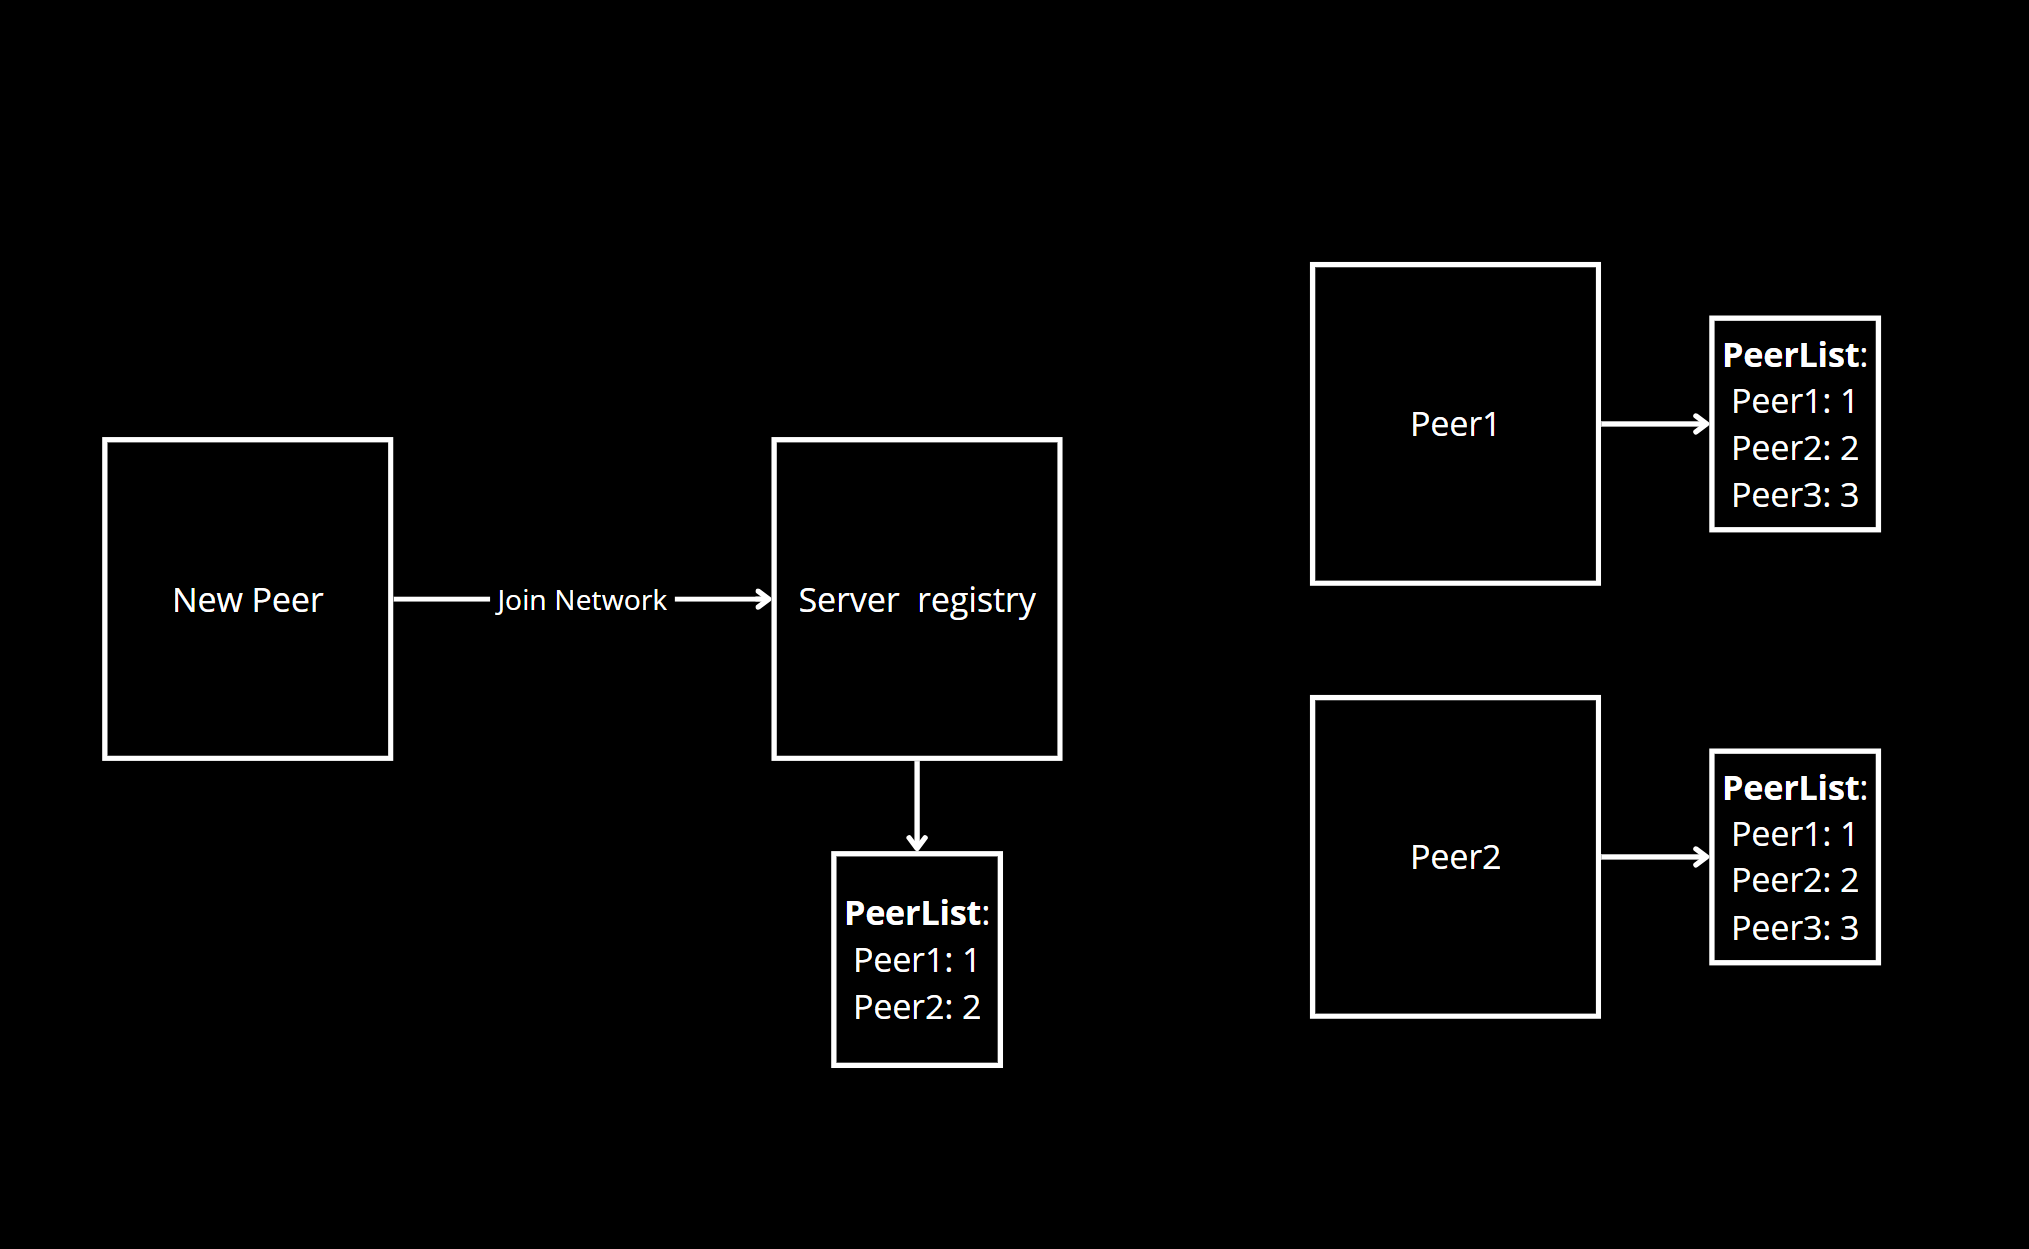 New Peer
Join Network
Server registry
PeerList:
Peer1: 1
Peer2: 2
Peer1
PeerList:
Peer1: 1
Peer2: 2
Peer3: 3
Peer2
PeerList:
Peer1: 1
Peer2: 2
Peer3: 3